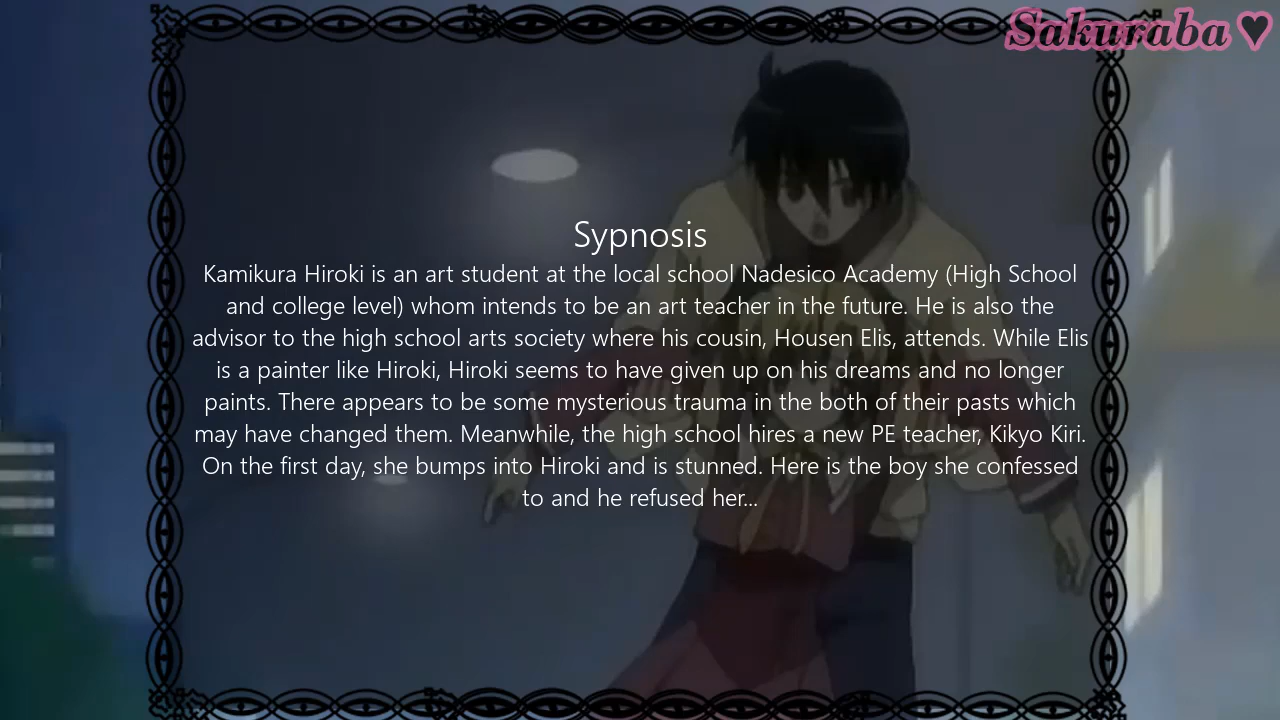 Sakuraba ♥
Sypnosis
Kamikura Hiroki is an art student at the local school Nadesico Academy (High School
and college level) whom intends to be an art teacher in the future. He is also the
advisor to the high school arts society where his cousin, Housen Elis, attends. While Elis
is a painter like Hiroki, Hiroki seems to have given up on his dreams and no longer
paints. There appears to be some mysterious trauma in the both of their pasts which
may have changed them. Meanwhile, the high school hires a new PE teacher, Kikyo Kiri.
On the first day, she bumps into Hiroki and is stunned. Here is the boy she confessed
to and he refused her...